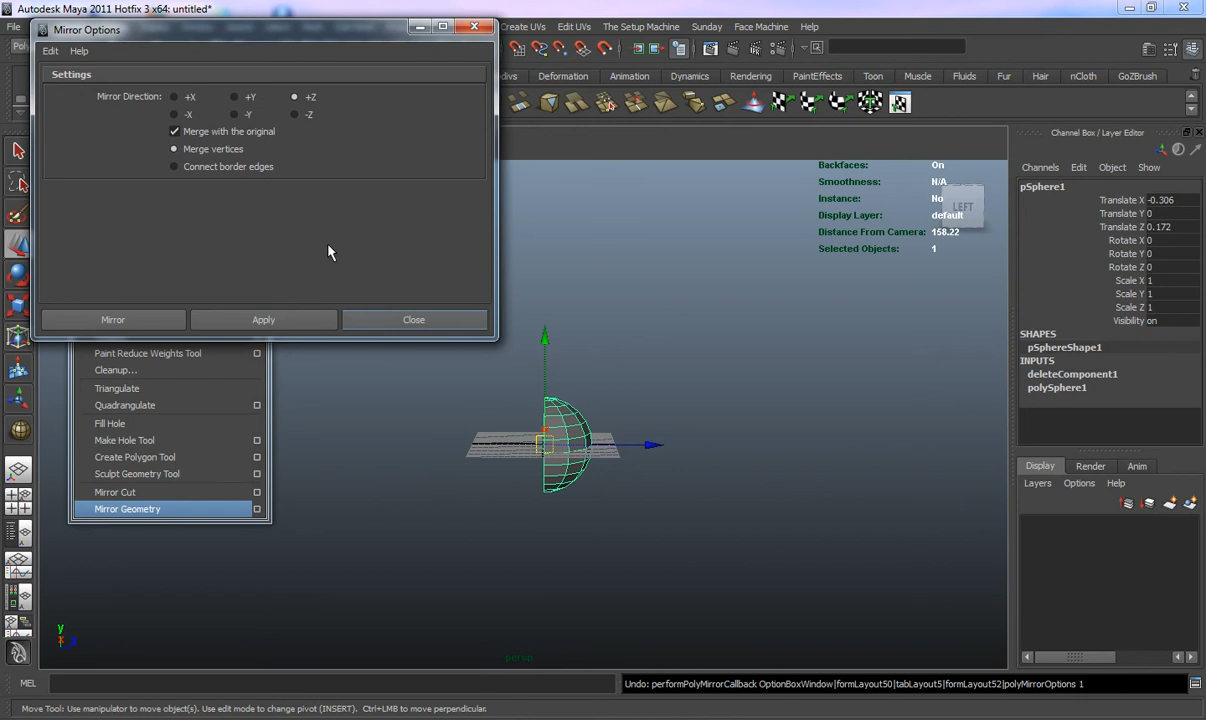 Autodesk Maya 2011 Hotfix 3 x64: untitled*
File
Create UVs Edit UVs The Setup Machine Sunday Window Help
Mirror Options
Edit Help
Settings
Mirror Direction: +X +Y +Z
-X -Y -Z
Merge with the original
Merge vertices
Connect border edges
Mirror Apply Close
Deformation Animation Dynamics Rendering PaintEffects Toon Muscle Fluids Fur Hair nCloth GoZBrush
Backfaces: On
Smoothness: N/A
Instance: No
Display Layer: default
Distance From Camera: 158.22
Selected Objects: 1
LEFT
Channel Box / Layer Editor
Channels Edit Object Show
pSphere1
Translate X -0.306
Translate Y 0
Translate Z 0.172
Rotate X 0
Rotate Y 0
Rotate Z 0
Scale X 1
Scale Y 1
Scale Z 1
Visibility on
SHAPES
pSphereShape1
INPUTS
deleteComponent1
polySphere1
Paint Reduce Weights Tool
Cleanup...
Triangulate
Quadrangulate
Fill Hole
Make Hole Tool
Create Polygon Tool
Sculpt Geometry Tool
Mirror Cut
Mirror Geometry
Display Render Anim
Layers Options Help
y
x z
persp
MEL
Undo: performPolyMirrorCallback OptionBoxWindow|formLayout50|tabLayout5|formLayout52|polyMirrorOptions 1
Move Tool: Use manipulator to move object(s). Use edit mode to change pivot (INSERT). Ctrl+LMB to move perpendicular.